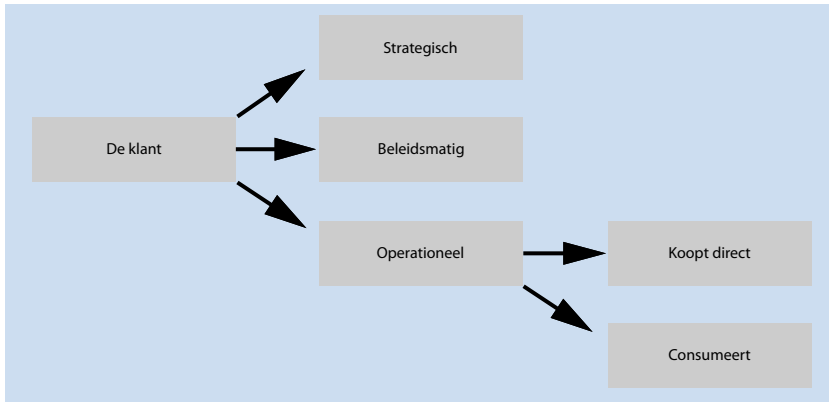 Strategisch
De klant
Beleidsmatig
Operationeel
Koopt direct
Consumeert